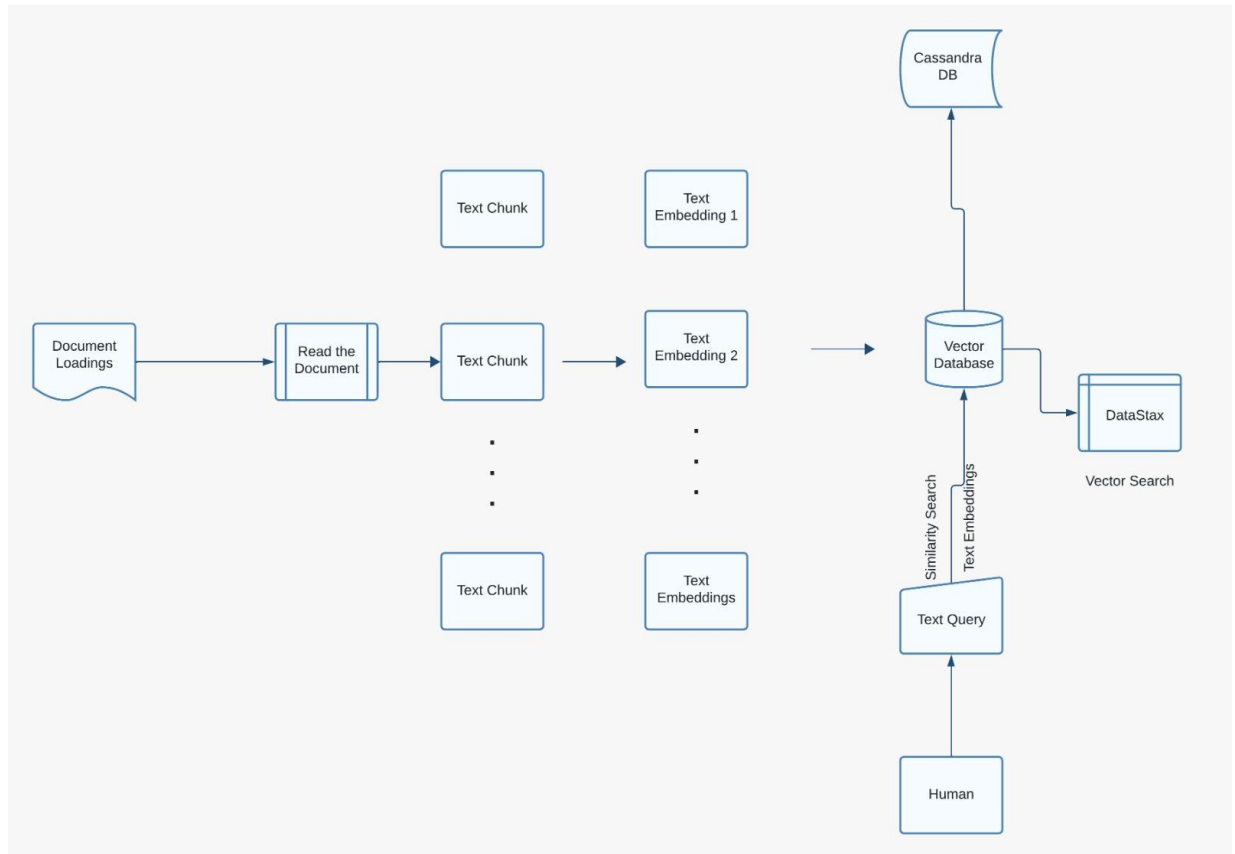 Cassandra
DB
Text Chunk
Text
Embedding 1
Document
Loadings
Read the
Document
Text Chunk
Text
Embedding 2
Vector
Database
DataStax
Vector Search
Similarity Search
Text Embeddings
Text Chunk
Text
Embeddings
Text Query
Human